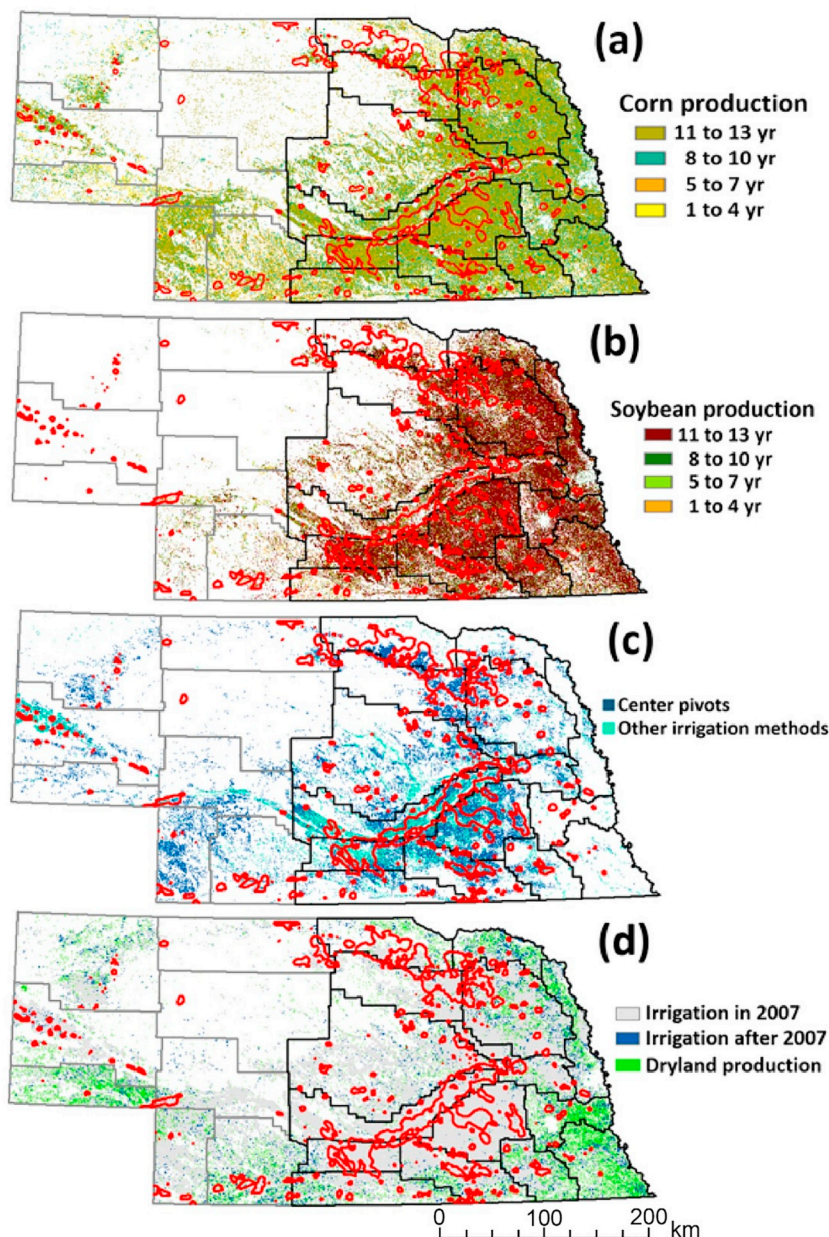 (a)
Corn production
11 to 13 yr
8 to 10 yr
5 to 7 yr
1 to 4 yr
(b)
Soybean production
11 to 13 yr
8 to 10 yr
5 to 7 yr
1 to 4 yr
(c)
Center pivots
Other irrigation methods
(d)
Irrigation in 2007
Irrigation after 2007
Dryland production
0 100 200 km